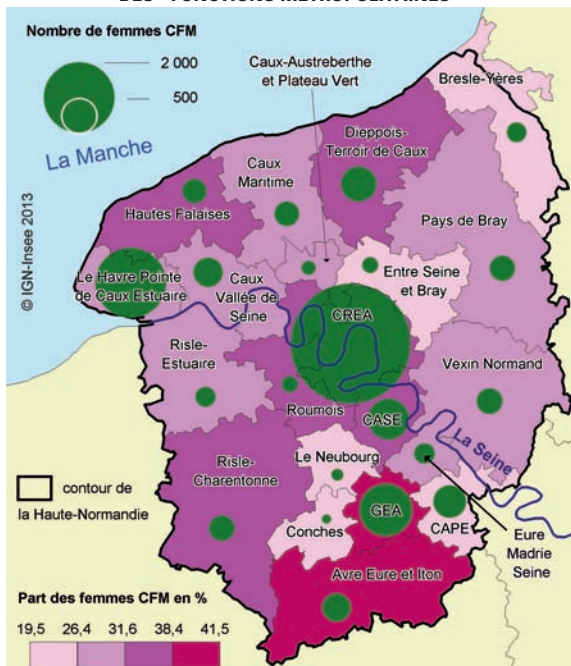 DES "FONCTIONS MÉTROPOLITAINES"
Nombre de femmes CFM
2 000
500
La Manche
© IGN-Insee 2013
Caux-Austreberthe
et Plateau Vert
Bresle-Yères
Dieppois-
Terroir de Caux
Caux
Maritime
Hautes Falaises
Pays de Bray
Le Havre Pointe
de Caux Estuaire
Caux
Vallée de
Seine
Entre Seine
et Bray
CREA
Risle-
Estuaire
Vexin Normand
Roumois
CASE
La Seine
Le Neubourg
Risle-
Charentonne
contour de
la Haute-Normandie
GEA
CAPE
Conches
Eure
Madrie
Seine
Avre Eure et Iton
Part des femmes CFM en %
19,5 26,4 31,6 38,4 41,5